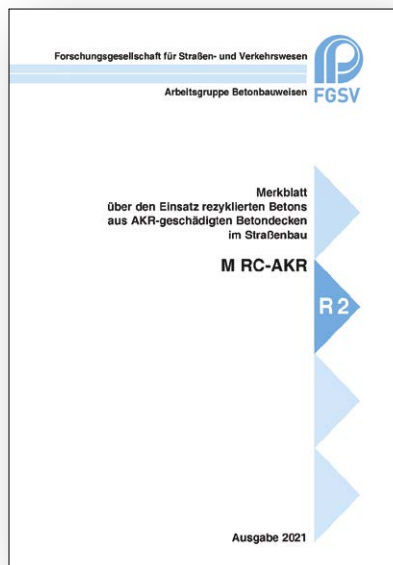 Forschungsgesellschaft für Straßen- und Verkehrswesen
Arbeitsgruppe Betonbauweisen
FGSV
Merkblatt
über den Einsatz rezyklierten Betons
aus AKR-geschädigten Betondecken
im Straßenbau
M RC-AKR
R 2
Ausgabe 2021